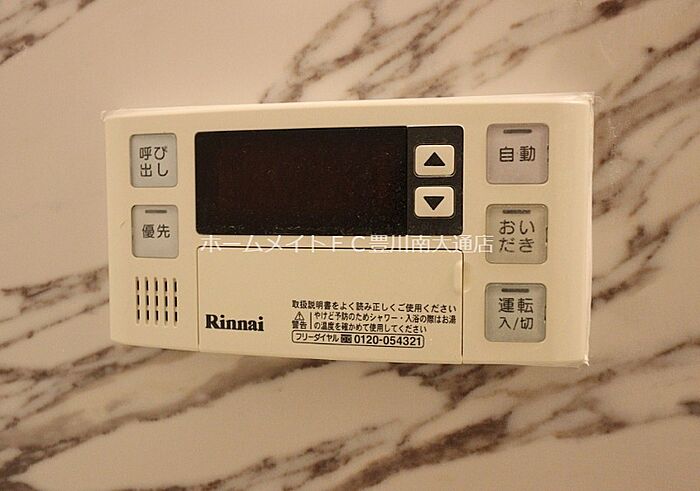 呼び
出し
優先
▲
▼
自動
おい
だき
運転
入/切
ホームメイトFC豊川南大通店
Rinnai
取扱説明書をよく読み正しくご使用ください
警告
やけど予防のためシャワー・入浴の際はお湯
の温度を確かめて使用してください
フリーダイヤル 0120-054321